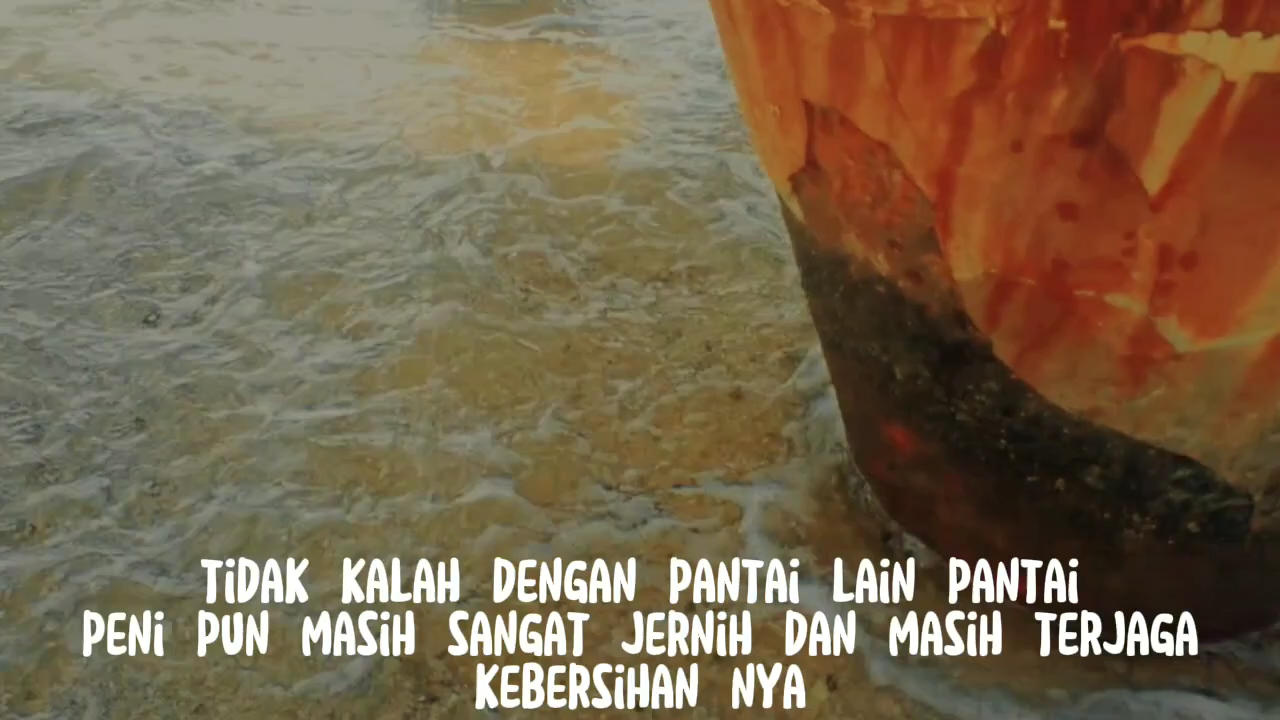 TiDAK KALAH DENGAN PANTAi LAiN PANTAi
PENi PUN MASiH SANGAT JERNiH DAN MASiH TERJAGA
KEBERSiHAN NYA